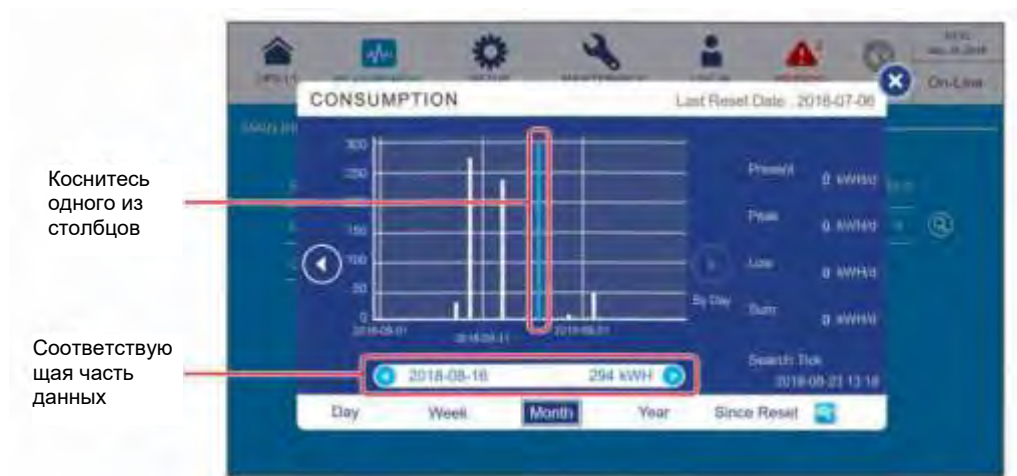 On-Line
CONSUMPTION
Last Reset Date : 2018-07-06
Коснитесь
одного из
столбцов
300
250
150
100
50
0
2018-08-01
2018-08-11
2018-08-21
By Day
Present 0 kWH/d
Peak 0 kWH/d
Low 0 kWH/d
Sum 0 kWH/d
Соответствую
щая часть
данных
2018-08-16 294 kWH
Search Tick
2018-08-23 13:18
Day Week Month Year Since Reset